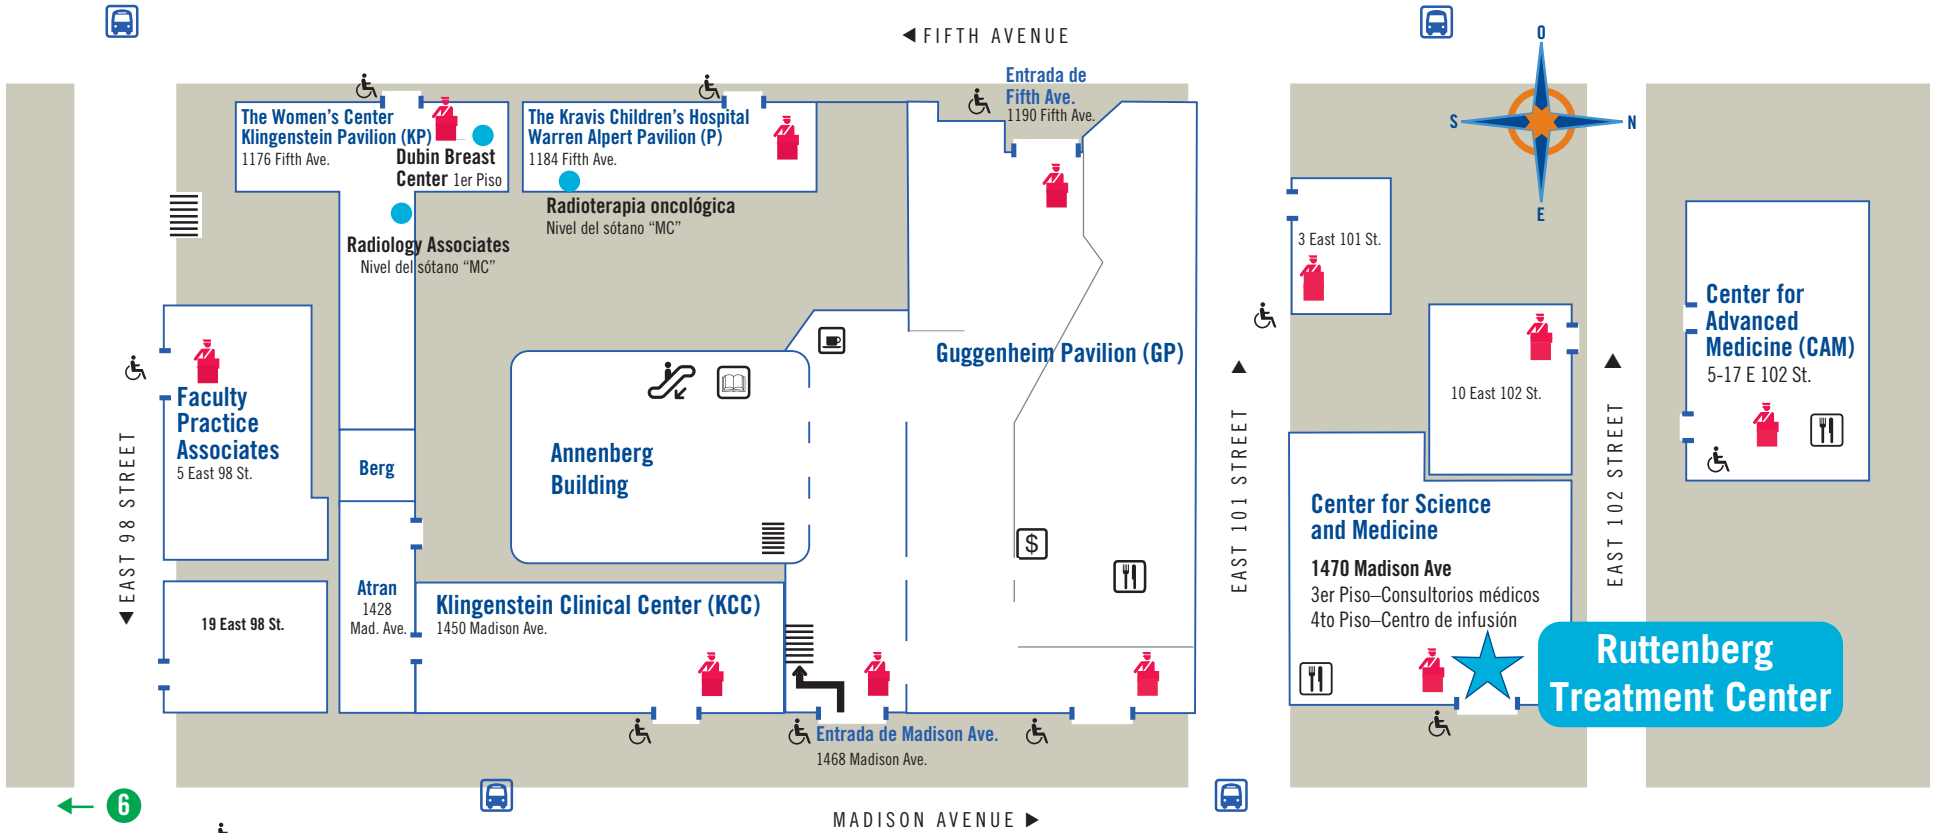 FIFTH AVENUE
O
S
N
E
Entrada de
Fifth Ave.
1190 Fifth Ave.
The Women's Center
Klingenstein Pavilion (KP)
1176 Fifth Ave.
Dubin Breast
Center 1er Piso
The Kravis Children's Hospital
Warren Alpert Pavilion (P)
1184 Fifth Ave.
Radioterapia oncológica
Nivel del sótano “MC”
Radiology Associates
Nivel del sótano “MC”
3 East 101 St.
Center for
Advanced
Medicine (CAM)
5-17 E 102 St.
Guggenheim Pavilion (GP)
10 East 102 St.
Faculty
Practice
Associates
5 East 98 St.
Berg
Annenberg
Building
EAST 98 STREET
EAST 101 STREET
EAST 102 STREET
Center for Science
and Medicine
1470 Madison Ave
3er Piso–Consultorios médicos
4to Piso–Centro de infusión
$
Atran
1428
Mad. Ave.
Klingenstein Clinical Center (KCC)
1450 Madison Ave.
19 East 98 St.
Ruttenberg
Treatment Center
Entrada de Madison Ave.
1468 Madison Ave.
6
MADISON AVENUE